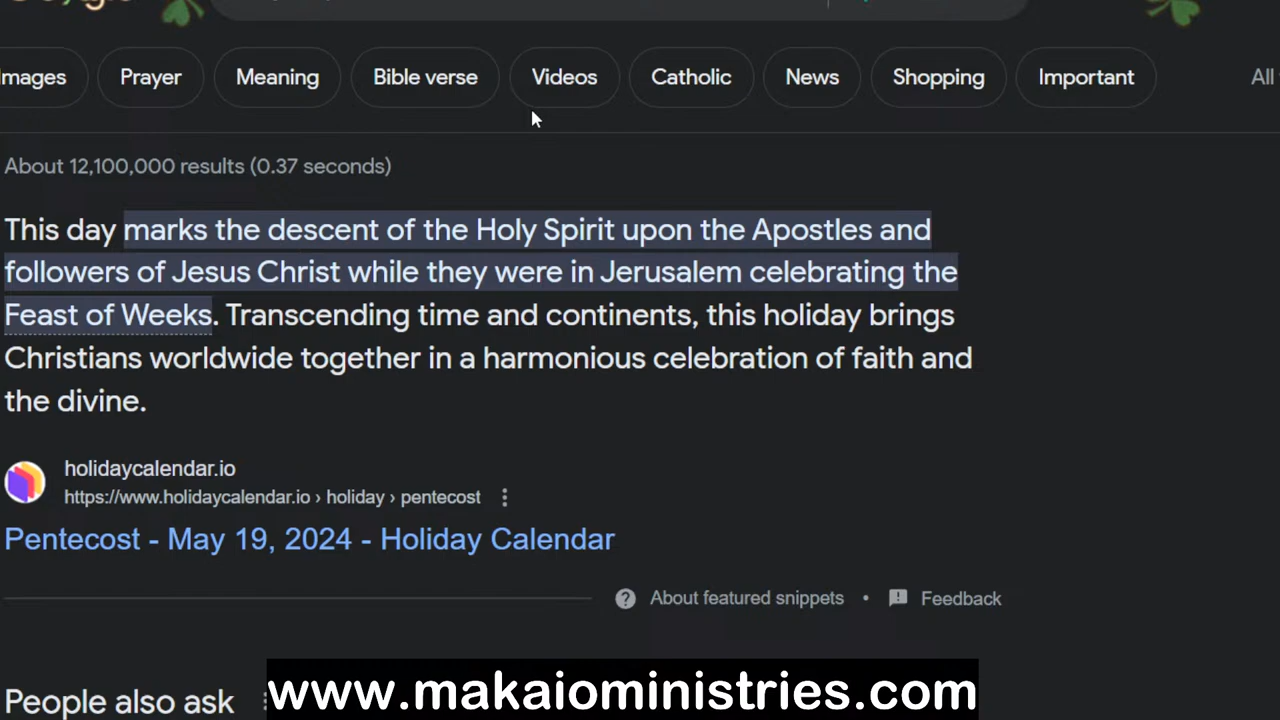 Images Prayer Meaning Bible verse Videos Catholic News Shopping Important All
About 12,100,000 results (0.37 seconds)
This day marks the descent of the Holy Spirit upon the Apostles and
followers of Jesus Christ while they were in Jerusalem celebrating the
Feast of Weeks. Transcending time and continents, this holiday brings
Christians worldwide together in a harmonious celebration of faith and
the divine.
holidaycalendar.io
https://www.holidaycalendar.io › holiday › pentecost
Pentecost - May 19, 2024 - Holiday Calendar
About featured snippets • Feedback
People also ask
www.makaioministries.com